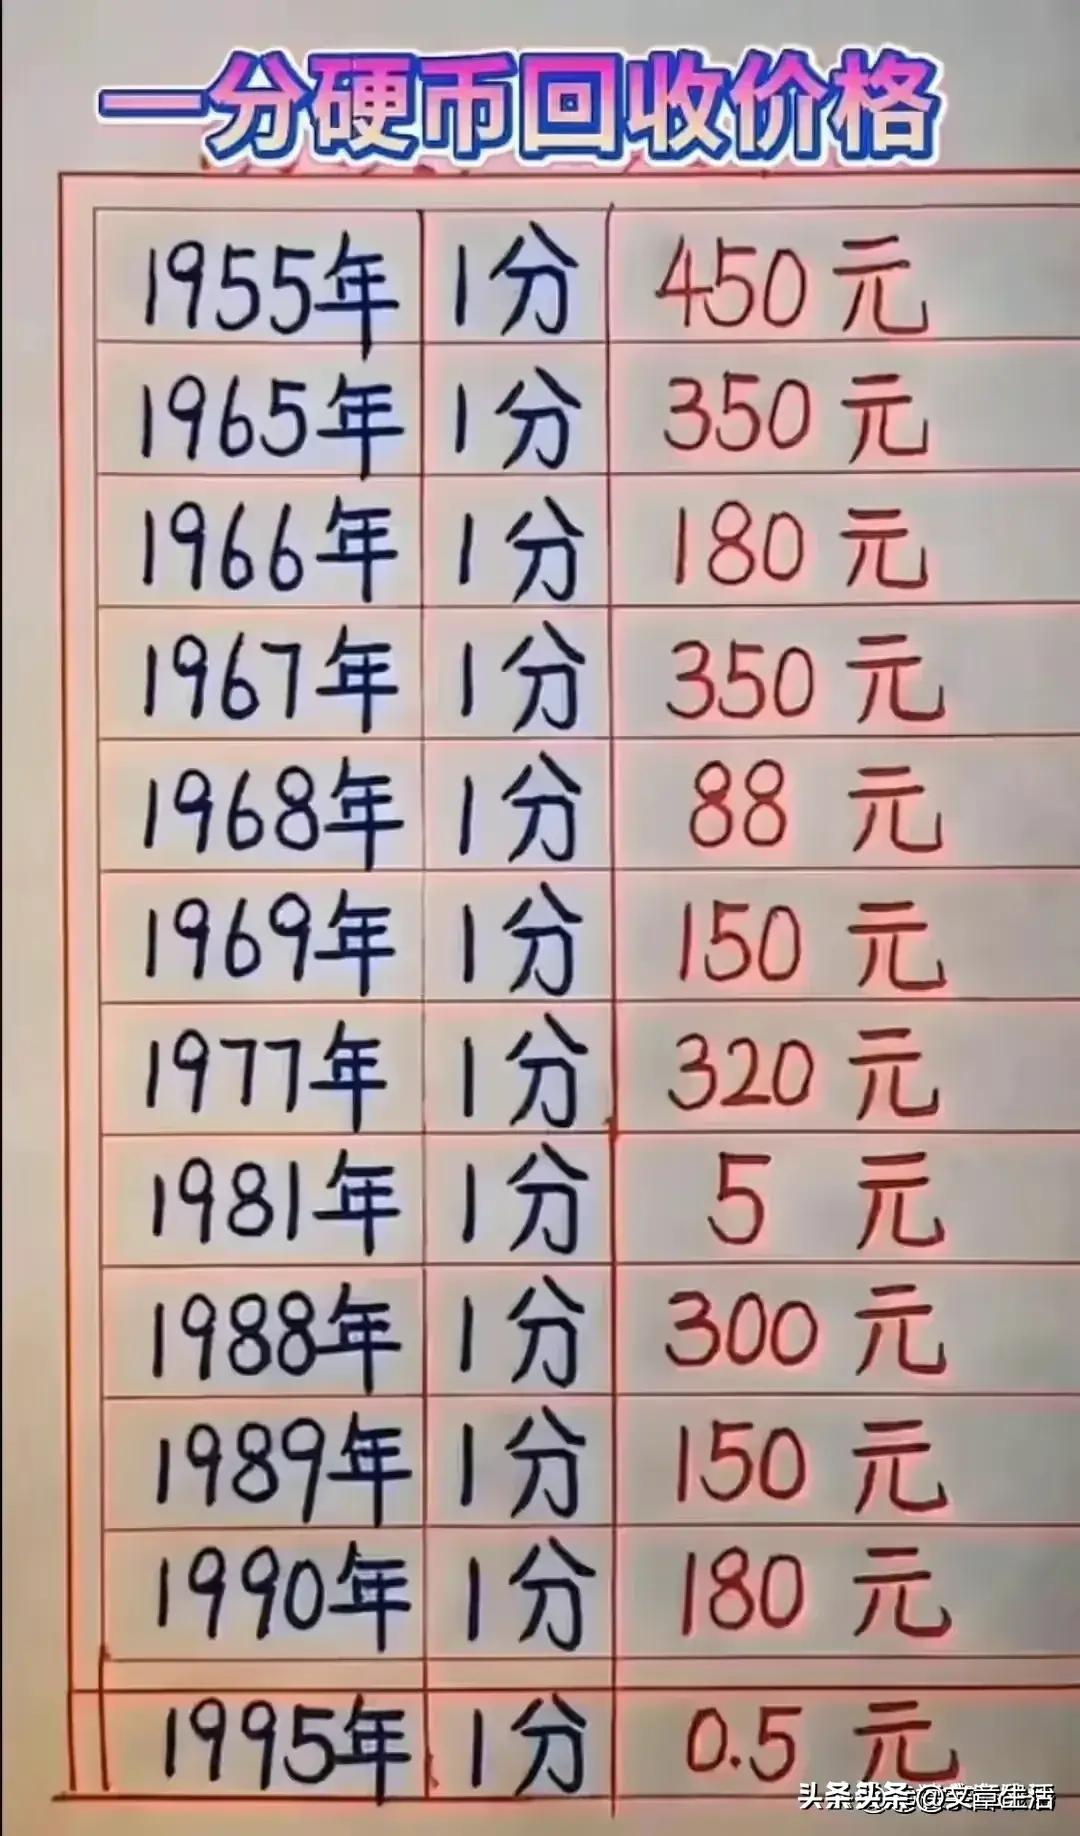 一分硬币回收价格
1955年 1分 450元
1965年 1分 350元
1966年 1分 180元
1967年 1分 350元
1968年 1分 88元
1969年 1分 150元
1977年 1分 320元
1981年 1分 5元
1988年 1分 300元
1989年 1分 150元
1990年 1分 180元
1995年 1分 0.5元
头条